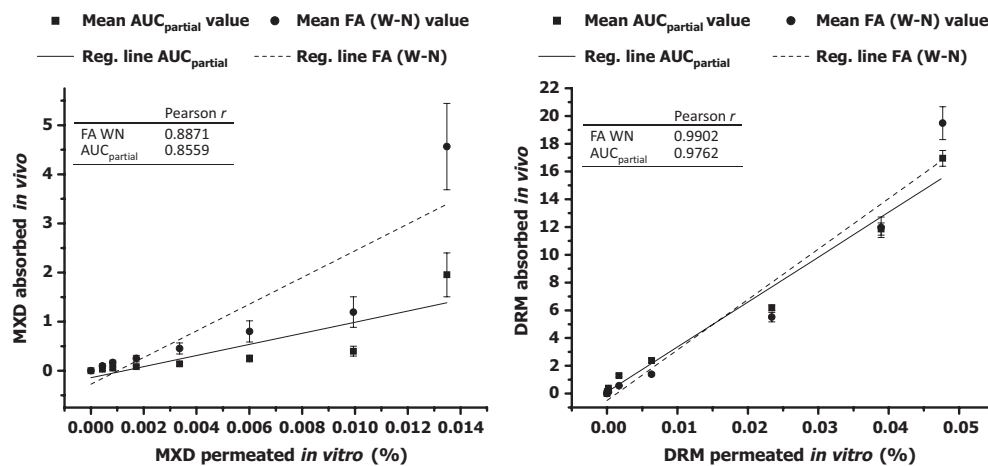 Mean AUCpartial value
Mean FA (W-N) value
Reg. line AUCpartial
Reg. line FA (W-N)
Pearson r
FA WN 0.8871
AUCpartial 0.8559
5
4
3
2
1
0
MXD absorbed in vivo
0.000 0.002 0.004 0.006 0.008 0.010 0.012 0.014
MXD permeated in vitro (%)
Mean AUCpartial value
Mean FA (W-N) value
Reg. line AUCpartial
Reg. line FA (W-N)
Pearson r
FA WN 0.9902
AUCpartial 0.9762
22
20
18
16
14
12
10
8
6
4
2
0
DRM absorbed in vivo
0.00 0.01 0.02 0.03 0.04 0.05
DRM permeated in vitro (%)